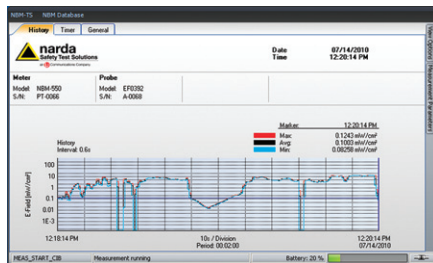 NBM-TS NBM Database
History Timer General
narda
Safety Test Solutions
Date 07/14/2010
Time 12:20:14 PM
Meter Probe
Model: NBM-550 Model: EF0392
S/N: PT-0066 S/N: A-0068
View Options
Measurement Parameters
Marker: 12:20:14 PM
Max: 0.1243 mW/cm²
Avg: 0.1003 mW/cm²
Min: 0.08258 mW/cm²
History
Interval: 0.6s
E-Field [mW/cm²]
100
10
1
0.1
0.01
1E-3
12:18:14 PM 10s / Division 12:20:14 PM
Period: 00:02:00 07/14/2010
MEAS_START_CB Measurement running Battery: 20 %